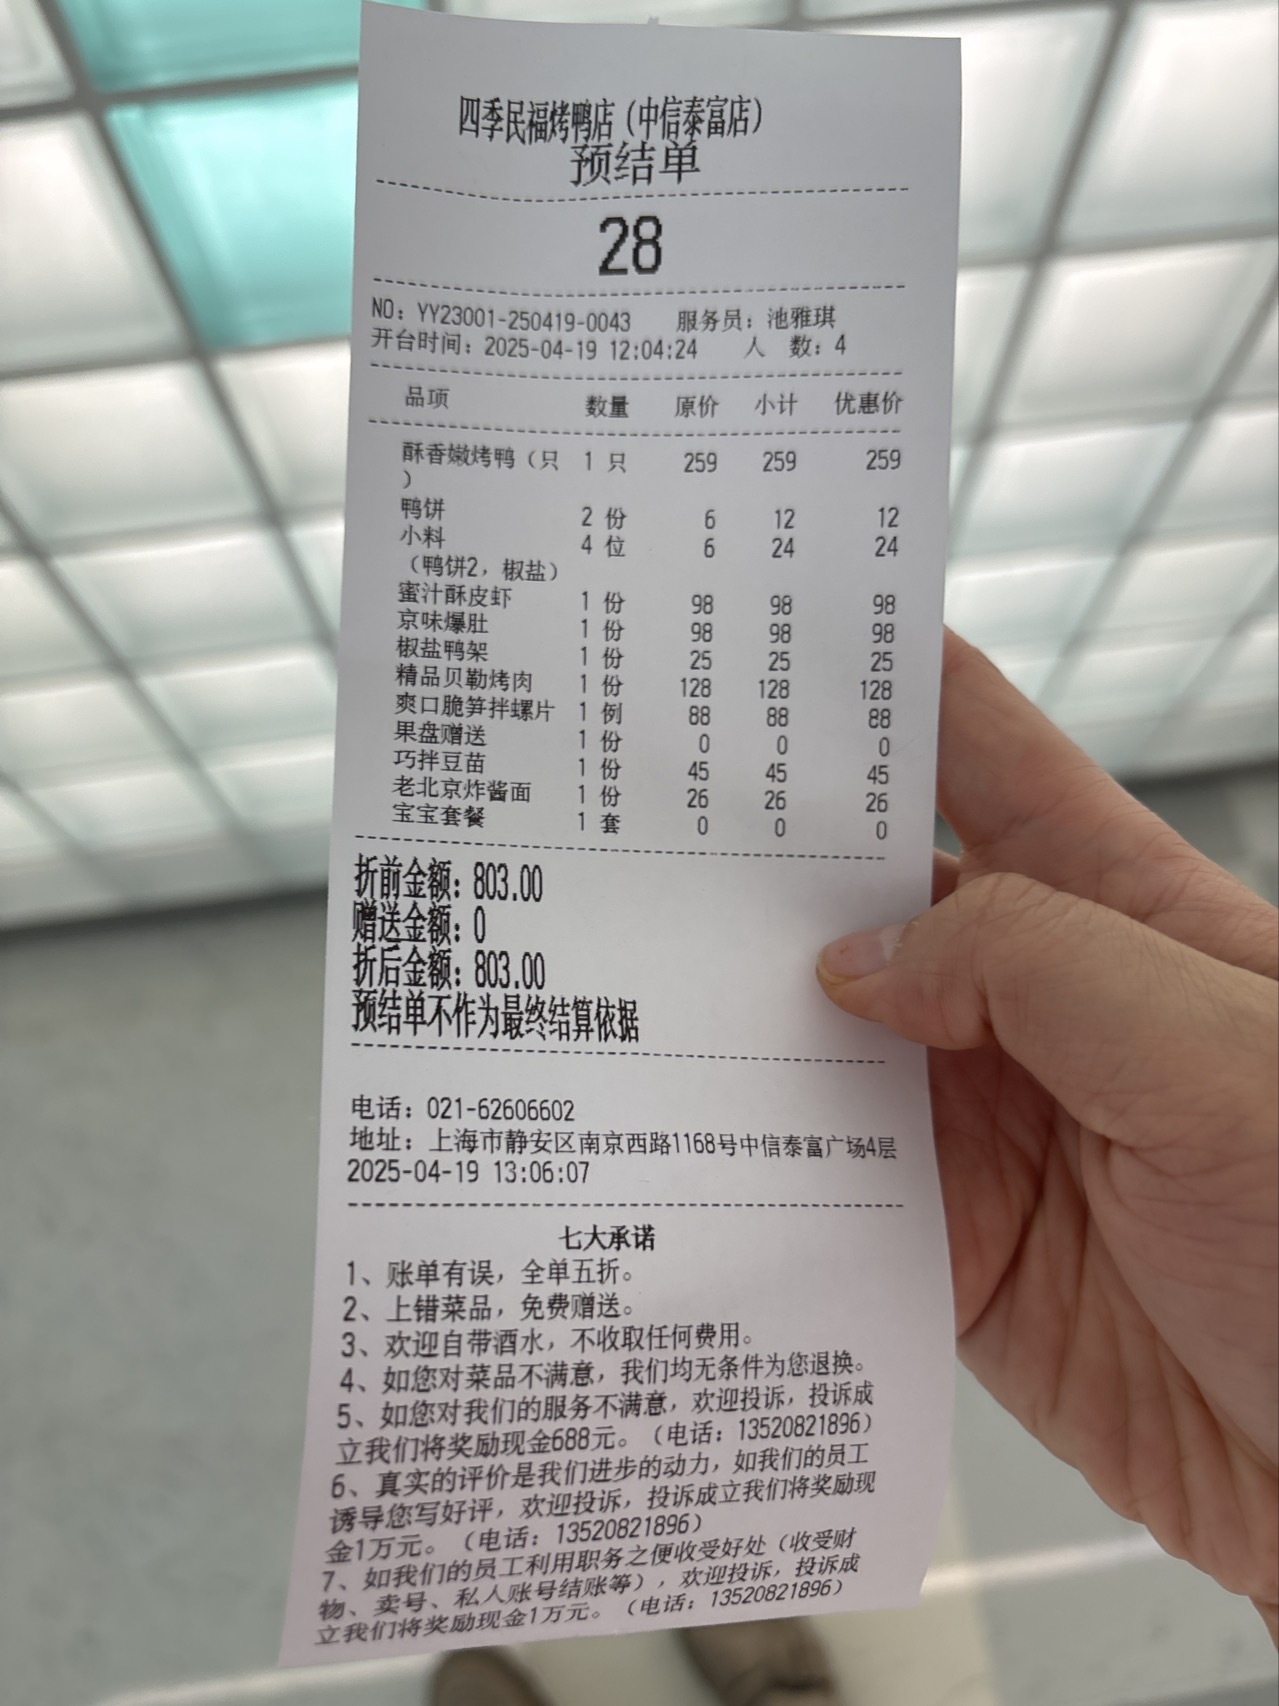 四季民福烤鸭店（中信泰富店）
预结单
28
NO：YY23001-250419-0043 服务员：池雅琪
开台时间：2025-04-19 12:04:24 人 数：4
品项 数量 原价 小计 优惠价
酥香嫩烤鸭（只 1 只 259 259 259
）
鸭饼 2 份 6 12 12
小料 4 位 6 24 24
（鸭饼2，椒盐）
蜜汁酥皮虾 1 份 98 98 98
京味爆肚 1 份 98 98 98
椒盐鸭架 1 份 25 25 25
精品贝勒烤肉 1 份 128 128 128
爽口脆笋拌螺片 1 例 88 88 88
果盘赠送 1 份 0 0 0
巧拌豆苗 1 份 45 45 45
老北京炸酱面 1 份 26 26 26
宝宝套餐 1 套 0 0 0
折前金额：803.00
赠送金额：0
折后金额：803.00
预结单不作为最终结算依据
电话：021-62606602
地址：上海市静安区南京西路1168号中信泰富广场4层
2025-04-19 13:06:07
七大承诺
1、账单有误，全单五折。
2、上错菜品，免费赠送。
3、欢迎自带酒水，不收取任何费用。
4、如您对菜品不满意，我们均无条件为您退换。
5、如您对我们的服务不满意，欢迎投诉，投诉成
立我们将奖励现金688元。（电话：13520821896）
6、真实的评价是我们进步的动力，如我们的员工
诱导您写好评，欢迎投诉，投诉成立我们将奖励现
金1万元。（电话：13520821896）
7、如我们的员工利用职务之便收受好处（收受财
物、卖号、私人账号结账等），欢迎投诉，投诉成
立我们将奖励现金1万元。（电话：13520821896）